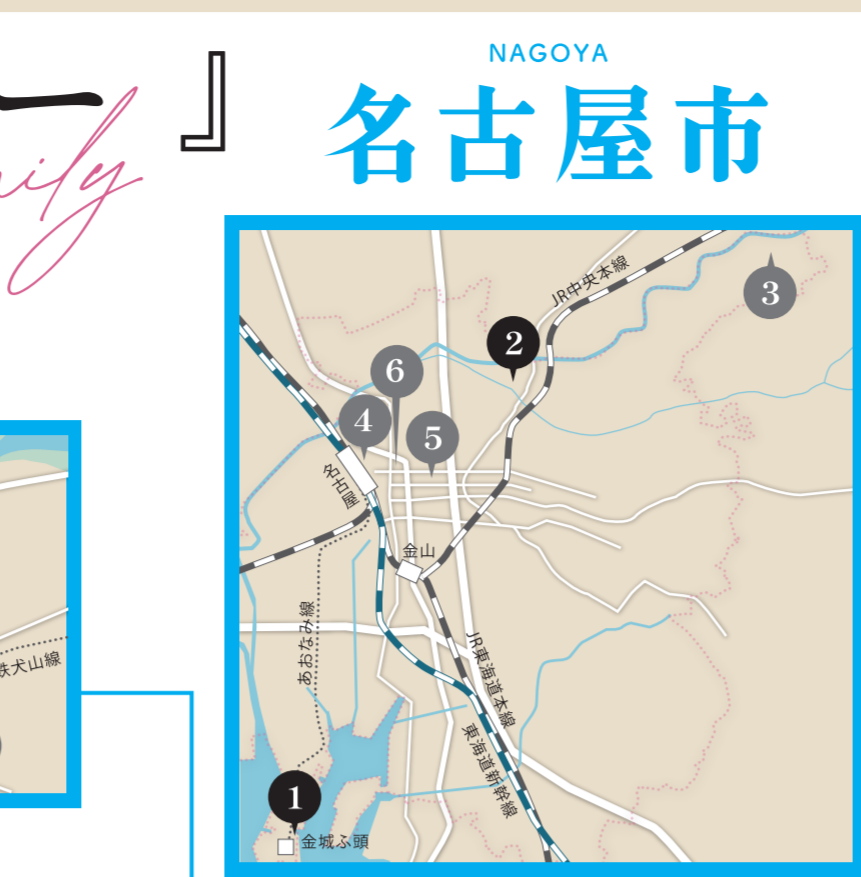 ー』
NAGOYA
名古屋市
JR中央本線
3
2
6
4
5
名古屋
金山
あおなみ線
JR東海道本線
東海道新幹線
1
金城ふ頭
鉄犬山線